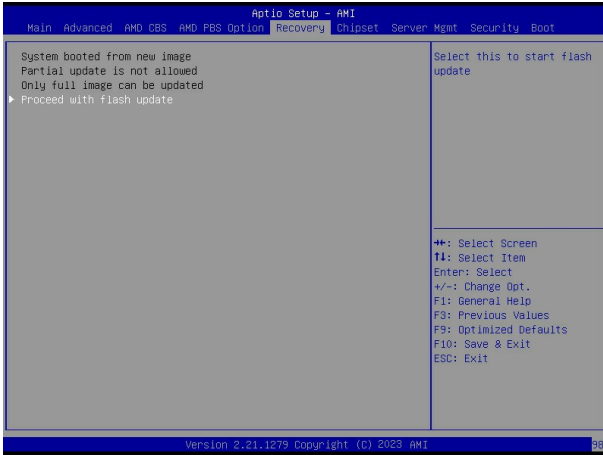 Aptio Setup - AMI
Main Advanced AMD CBS AMD PBS Option Recovery Chipset Server Mgmt Security Boot
System booted from new image
Partial update is not allowed
Only full image can be updated
Proceed with flash update
Select this to start flash
update
→←: Select Screen
↑↓: Select Item
Enter: Select
+/-: Change Opt.
F1: General Help
F3: Previous Values
F9: Optimized Defaults
F10: Save & Exit
ESC: Exit
Version 2.21.1279 Copyright (C) 2023 AMI
98